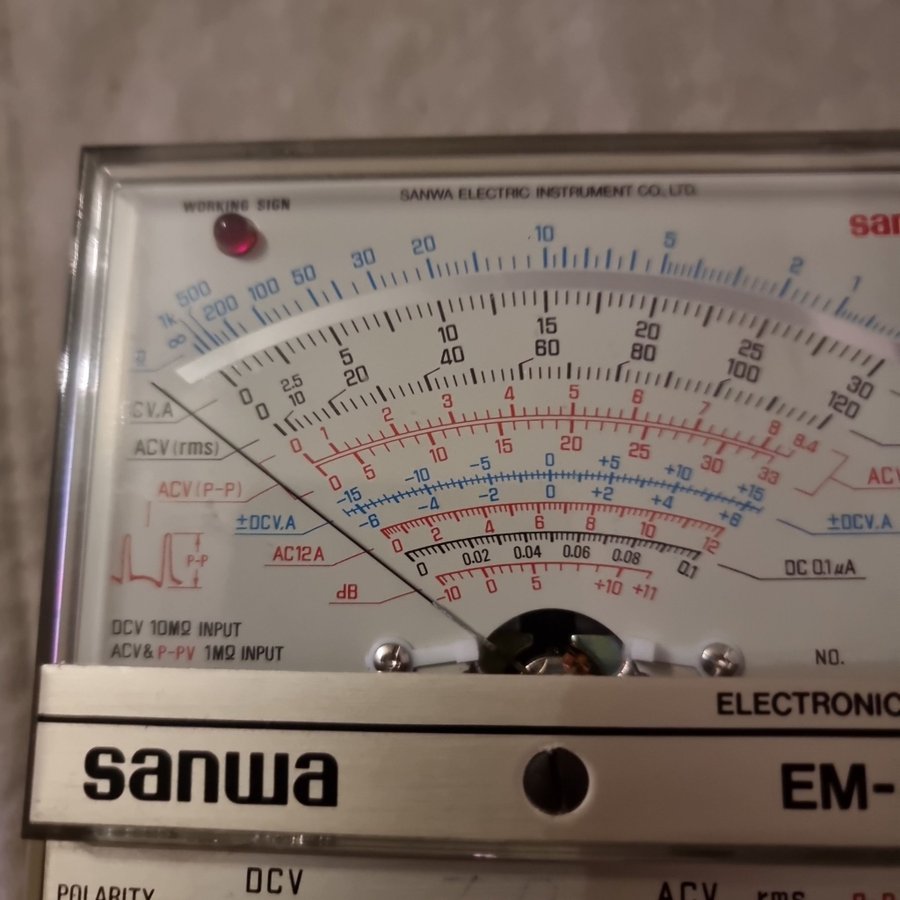 WORKING SIGN
SANWA ELECTRIC INSTRUMENT CO., LTD.
∞ 1k 500 200 100 50 30 20 10 5 2 1
0 5 10 15 20 25 30
0 2.5
10 20 40 60 80 100 120
CV.A
ACV(rms)
0 1 2 3 4 5 6 7 8 8.4
0 5 10 15 20 25 30 33
ACV(P-P)
-15 -10 -5 0 +5 +10 +15
-6 -4 -2 0 +2 +4 +6
±DCV.A
±DCV.A
P-P
AC12A
0 2 4 6 8 10 12
0 0.02 0.04 0.06 0.08 0.1
DC 0.1μA
dB
-10 0 5 +10 +11
DCV 10MΩ INPUT
ACV & P-PV 1MΩ INPUT
NO.
ELECTRONIC
sanwa
EM-
DCV
POLARITY
ACV rms